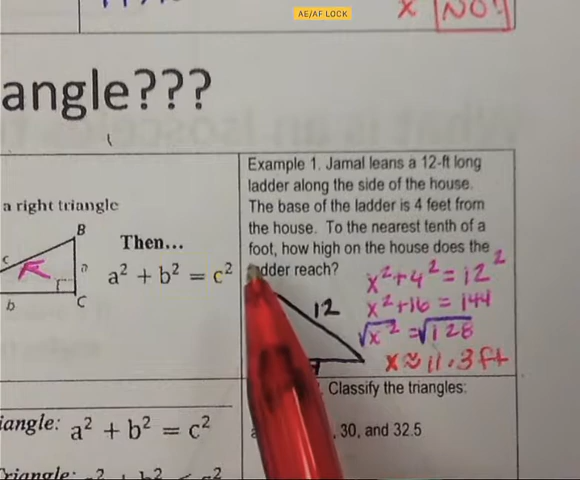 AE/AF LOCK
x NO!
angle???
a right triangle
B
c
a
b
C
Then...
a² + b² = c²
Example 1. Jamal leans a 12-ft long
ladder along the side of the house.
The base of the ladder is 4 feet from
the house. To the nearest tenth of a
foot, how high on the house does the
adder reach?
12
x²+4²=12²
x²+16 = 144
√x² =√128
x≈11.3ft
iangle: a² + b² = c²
Classify the triangles:
, 30, and 32.5